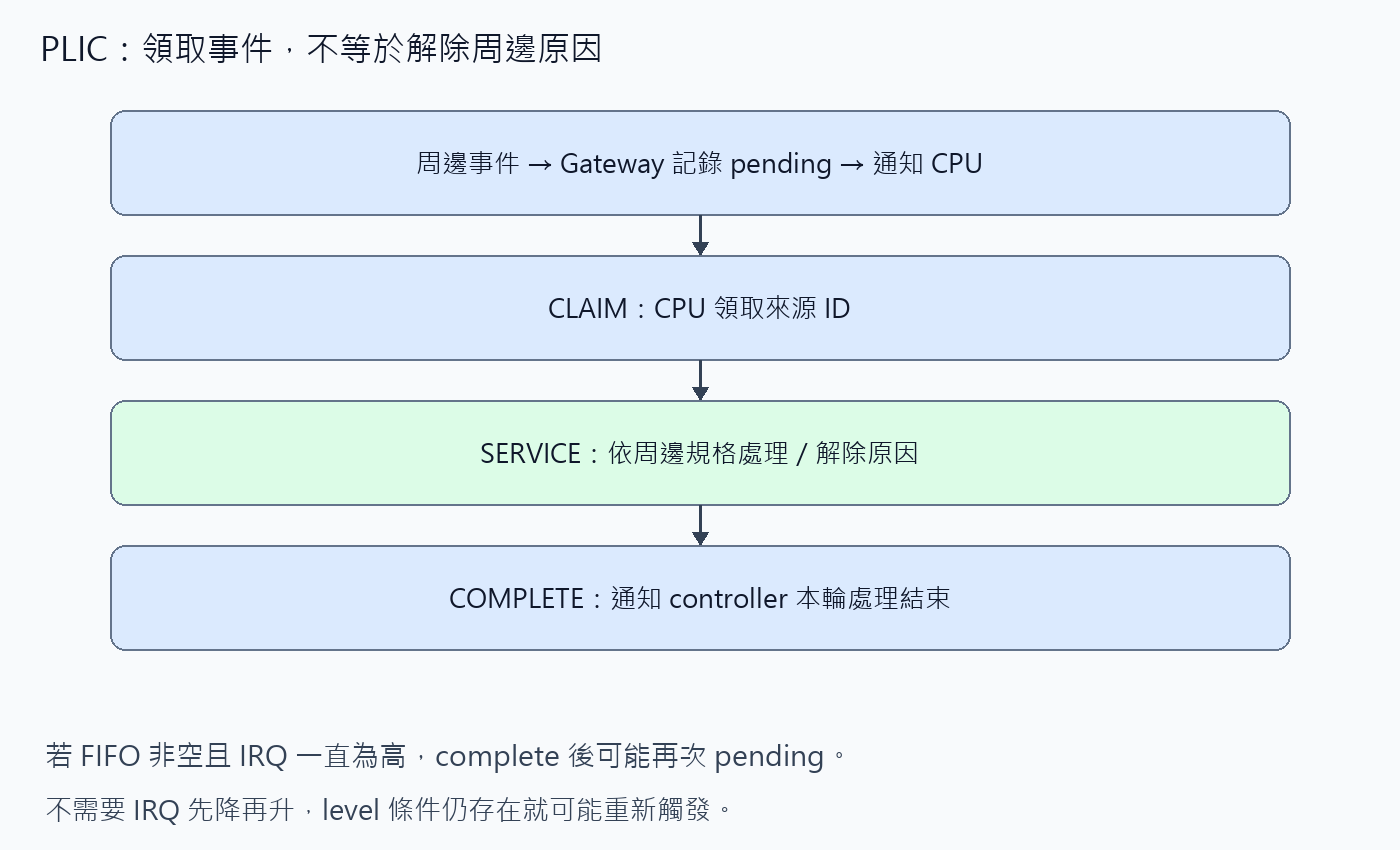 PLIC：領取事件，不等於解除周邊原因
周邊事件 → Gateway 記錄 pending → 通知 CPU
CLAIM：CPU 領取來源 ID
SERVICE：依周邊規格處理 / 解除原因
COMPLETE：通知 controller 本輪處理結束
若 FIFO 非空且 IRQ 一直為高，complete 後可能再次 pending。
不需要 IRQ 先降再升，level 條件仍存在就可能重新觸發。